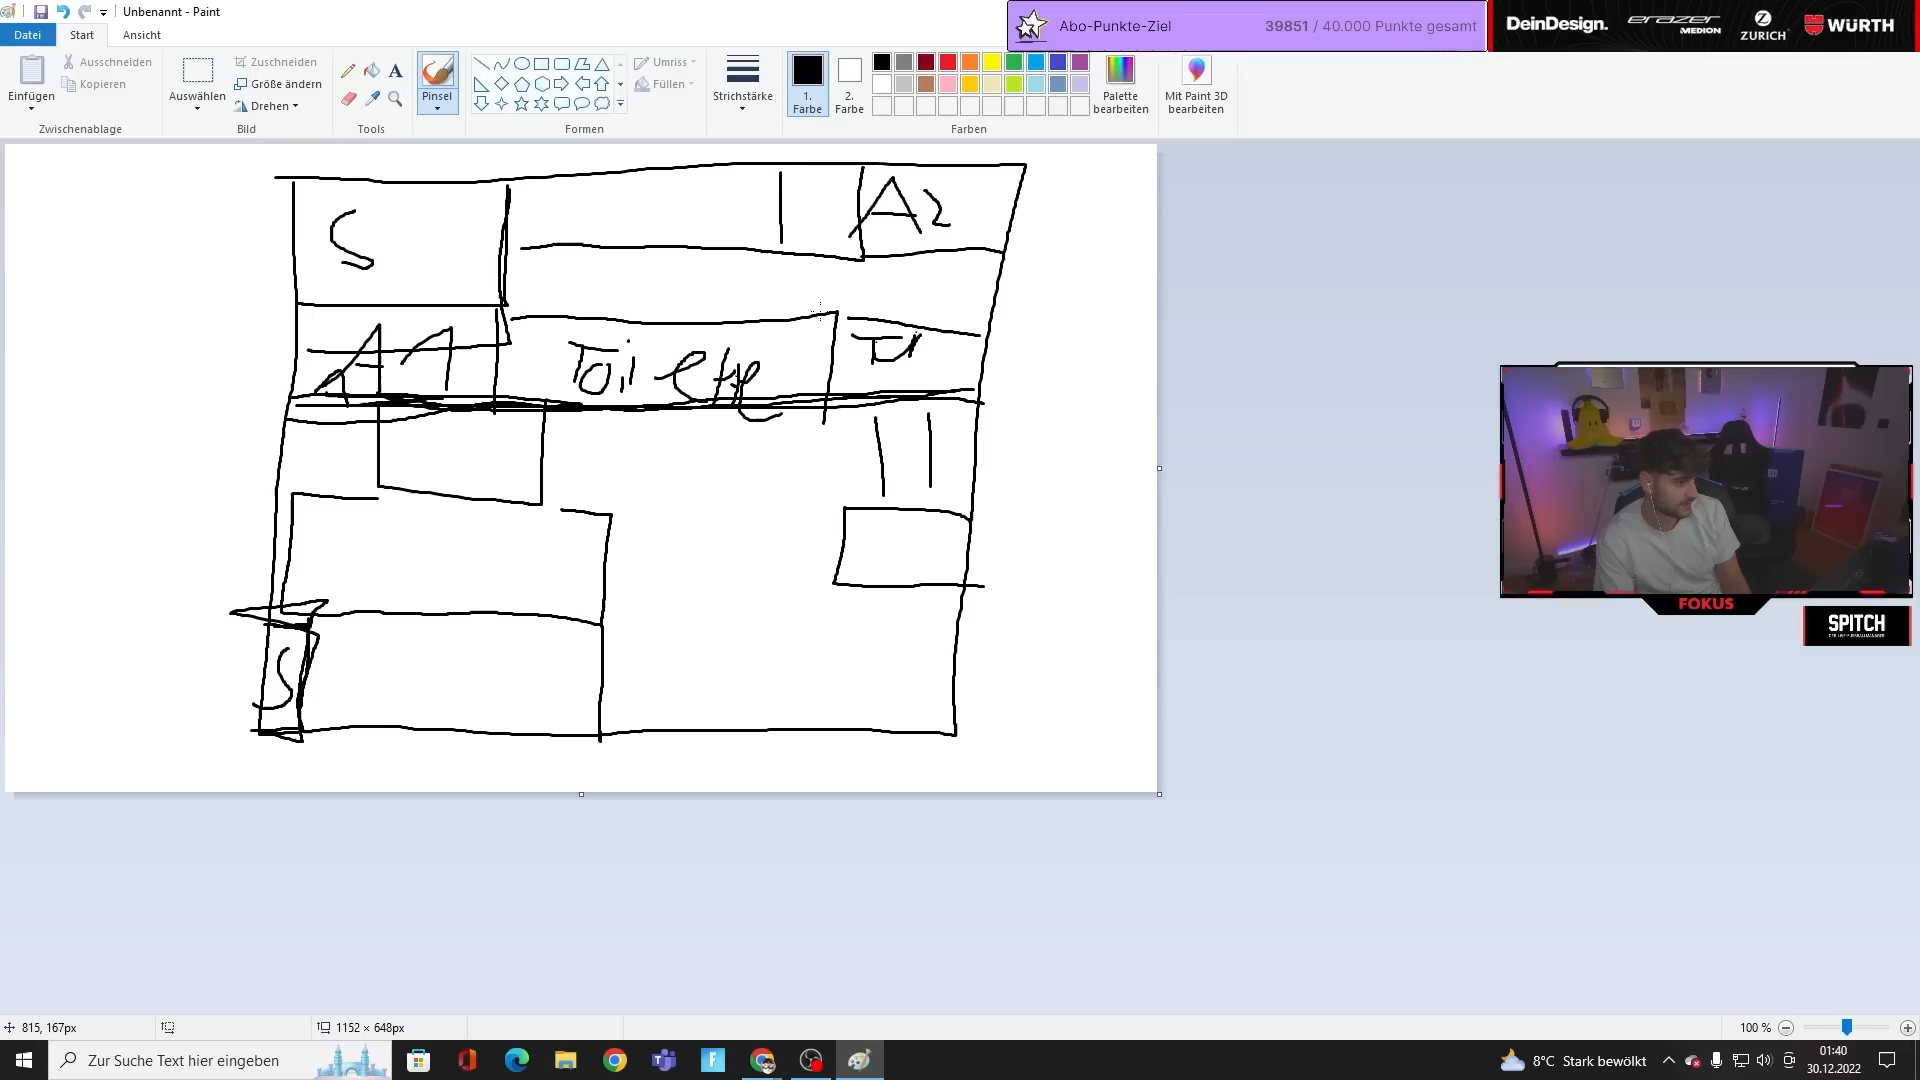 Unbenannt - Paint
Abo-Punkte-Ziel 39851 / 40.000 Punkte gesamt
DeinDesign. erazer MEDION ZURICH WÜRTH
Datei Start Ansicht
Einfügen
Ausschneiden
Kopieren
Zwischenablage
Auswählen
Zuschneiden
Größe ändern
Drehen
Bild
A
Tools
Pinsel
Formen
Umriss
Füllen
Strichstärke
1. Farbe
2. Farbe
Farben
Palette bearbeiten
Mit Paint 3D bearbeiten
S
A2
A1
Toilette
S
FOKUS
SPITCH
815, 167px
1152 × 648px
100 %
Zur Suche Text hier eingeben
F
8°C Stark bewölkt
01:40
30.12.2022